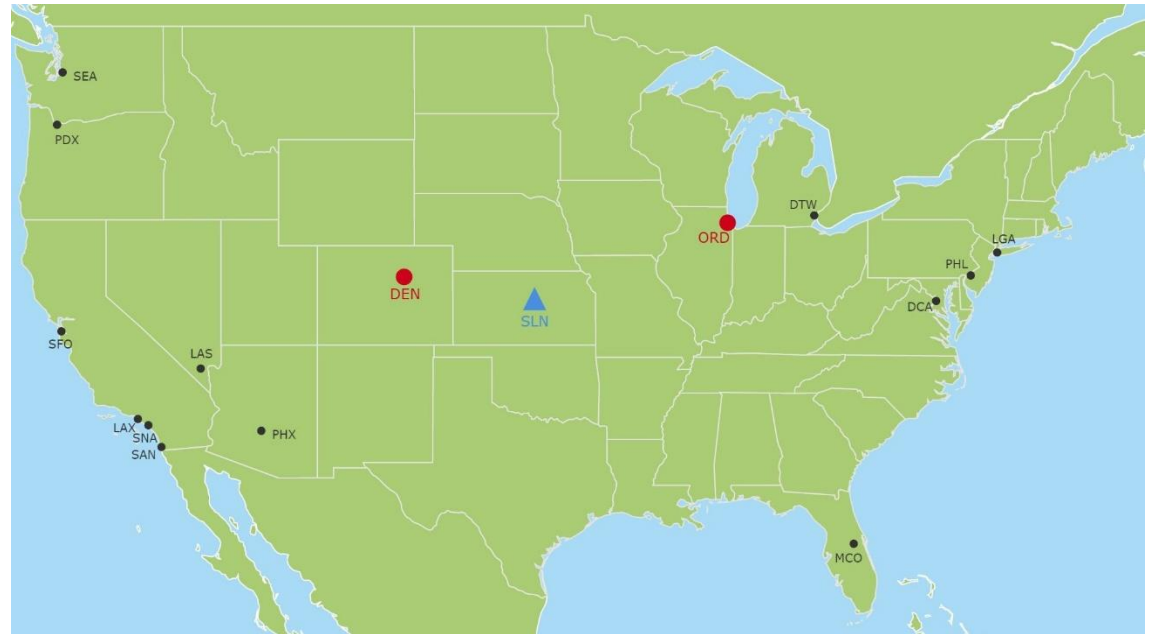 SEA
PDX
DTW
ORD
LGA
PHL
DEN
DCA
SLN
SFO
LAS
LAX
SNA
PHX
SAN
MCO